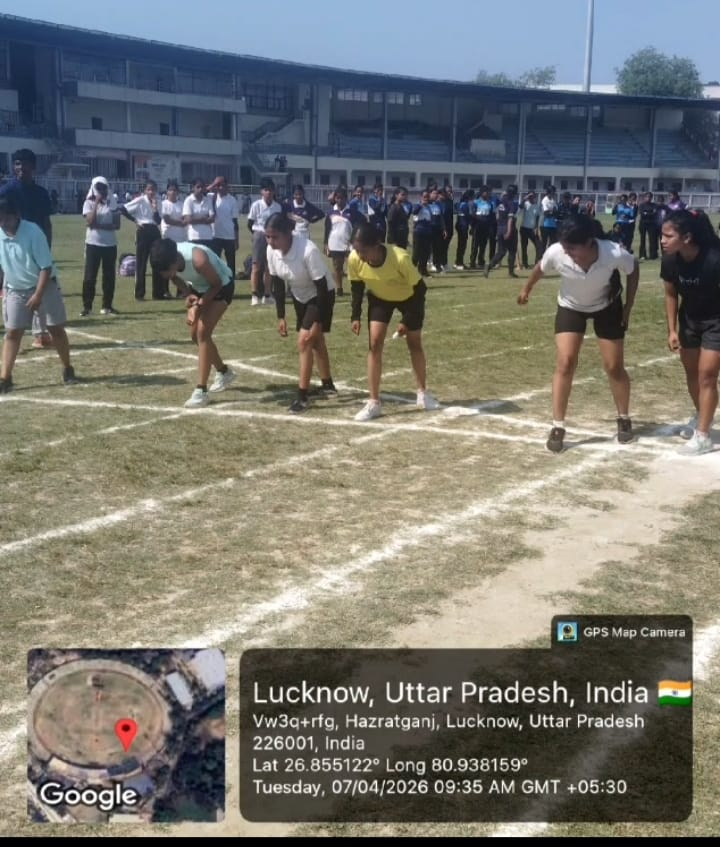 GPS Map Camera
Lucknow, Uttar Pradesh, India
Vw3q+rfg, Hazratganj, Lucknow, Uttar Pradesh
226001, India
Lat 26.855122° Long 80.938159°
Tuesday, 07/04/2026 09:35 AM GMT +05:30
Google